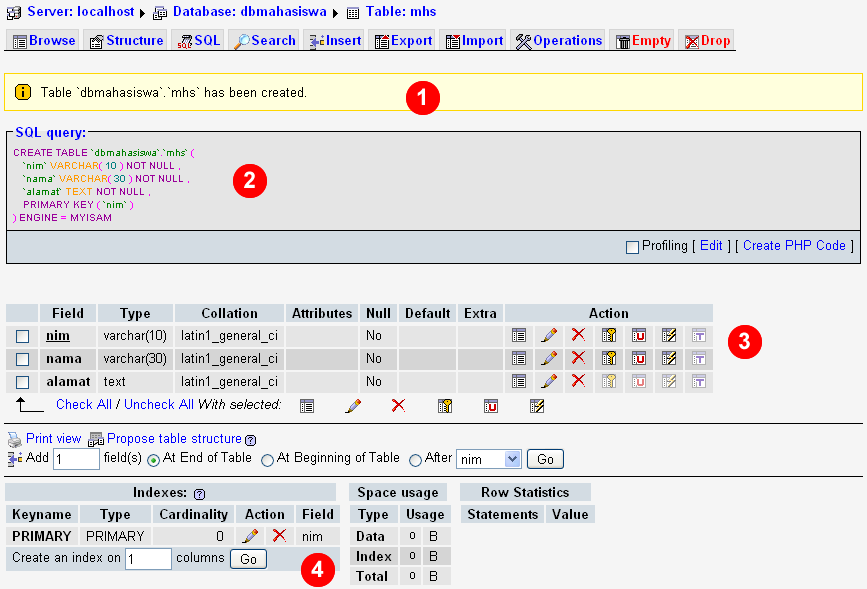 Server: localhost ▸ Database: dbmahasiswa ▸ Table: mhs
Browse Structure SQL Search Insert Export Import Operations Empty Drop
Table `dbmahasiswa`.`mhs` has been created.
1
SQL query:
CREATE TABLE `dbmahasiswa`.`mhs` (
`nim` VARCHAR( 10 ) NOT NULL ,
`nama` VARCHAR( 30 ) NOT NULL ,
`alamat` TEXT NOT NULL ,
PRIMARY KEY ( `nim` )
) ENGINE = MYISAM
2
Profiling [ Edit ] [ Create PHP Code ]
Field Type Collation Attributes Null Default Extra Action
nim varchar(10) latin1_general_ci No
nama varchar(30) latin1_general_ci No
alamat text latin1_general_ci No
3
Check All / Uncheck All With selected:
Print view Propose table structure
Add 1 field(s) At End of Table At Beginning of Table After nim Go
Indexes:
Keyname Type Cardinality Action Field
PRIMARY PRIMARY 0 nim
Create an index on 1 columns Go
4
Space usage
Type Usage
Data 0 B
Index 0 B
Total 0 B
Row Statistics
Statements Value